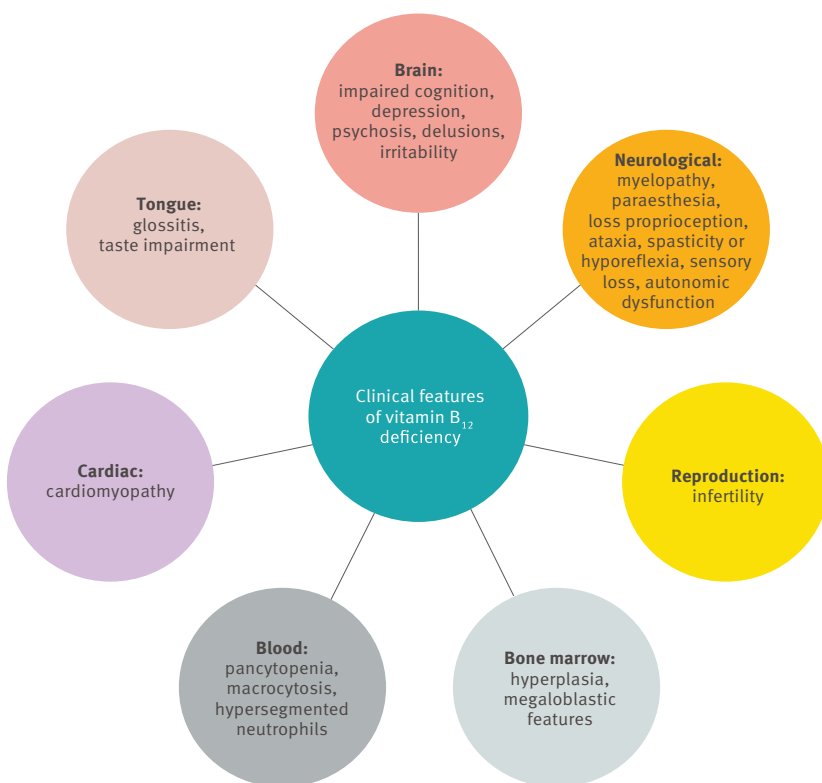 Brain:
impaired cognition,
depression,
psychosis, delusions,
irritability
Neurological:
myelopathy,
paraesthesia,
loss proprioception,
ataxia, spasticity or
hyporeflexia, sensory
loss, autonomic
dysfunction
Tongue:
glossitis,
taste impairment
Clinical features
of vitamin B₁₂
deficiency
Cardiac:
cardiomyopathy
Reproduction:
infertility
Blood:
pancytopenia,
macrocytosis,
hypersegmented
neutrophils
Bone marrow:
hyperplasia,
megaloblastic
features